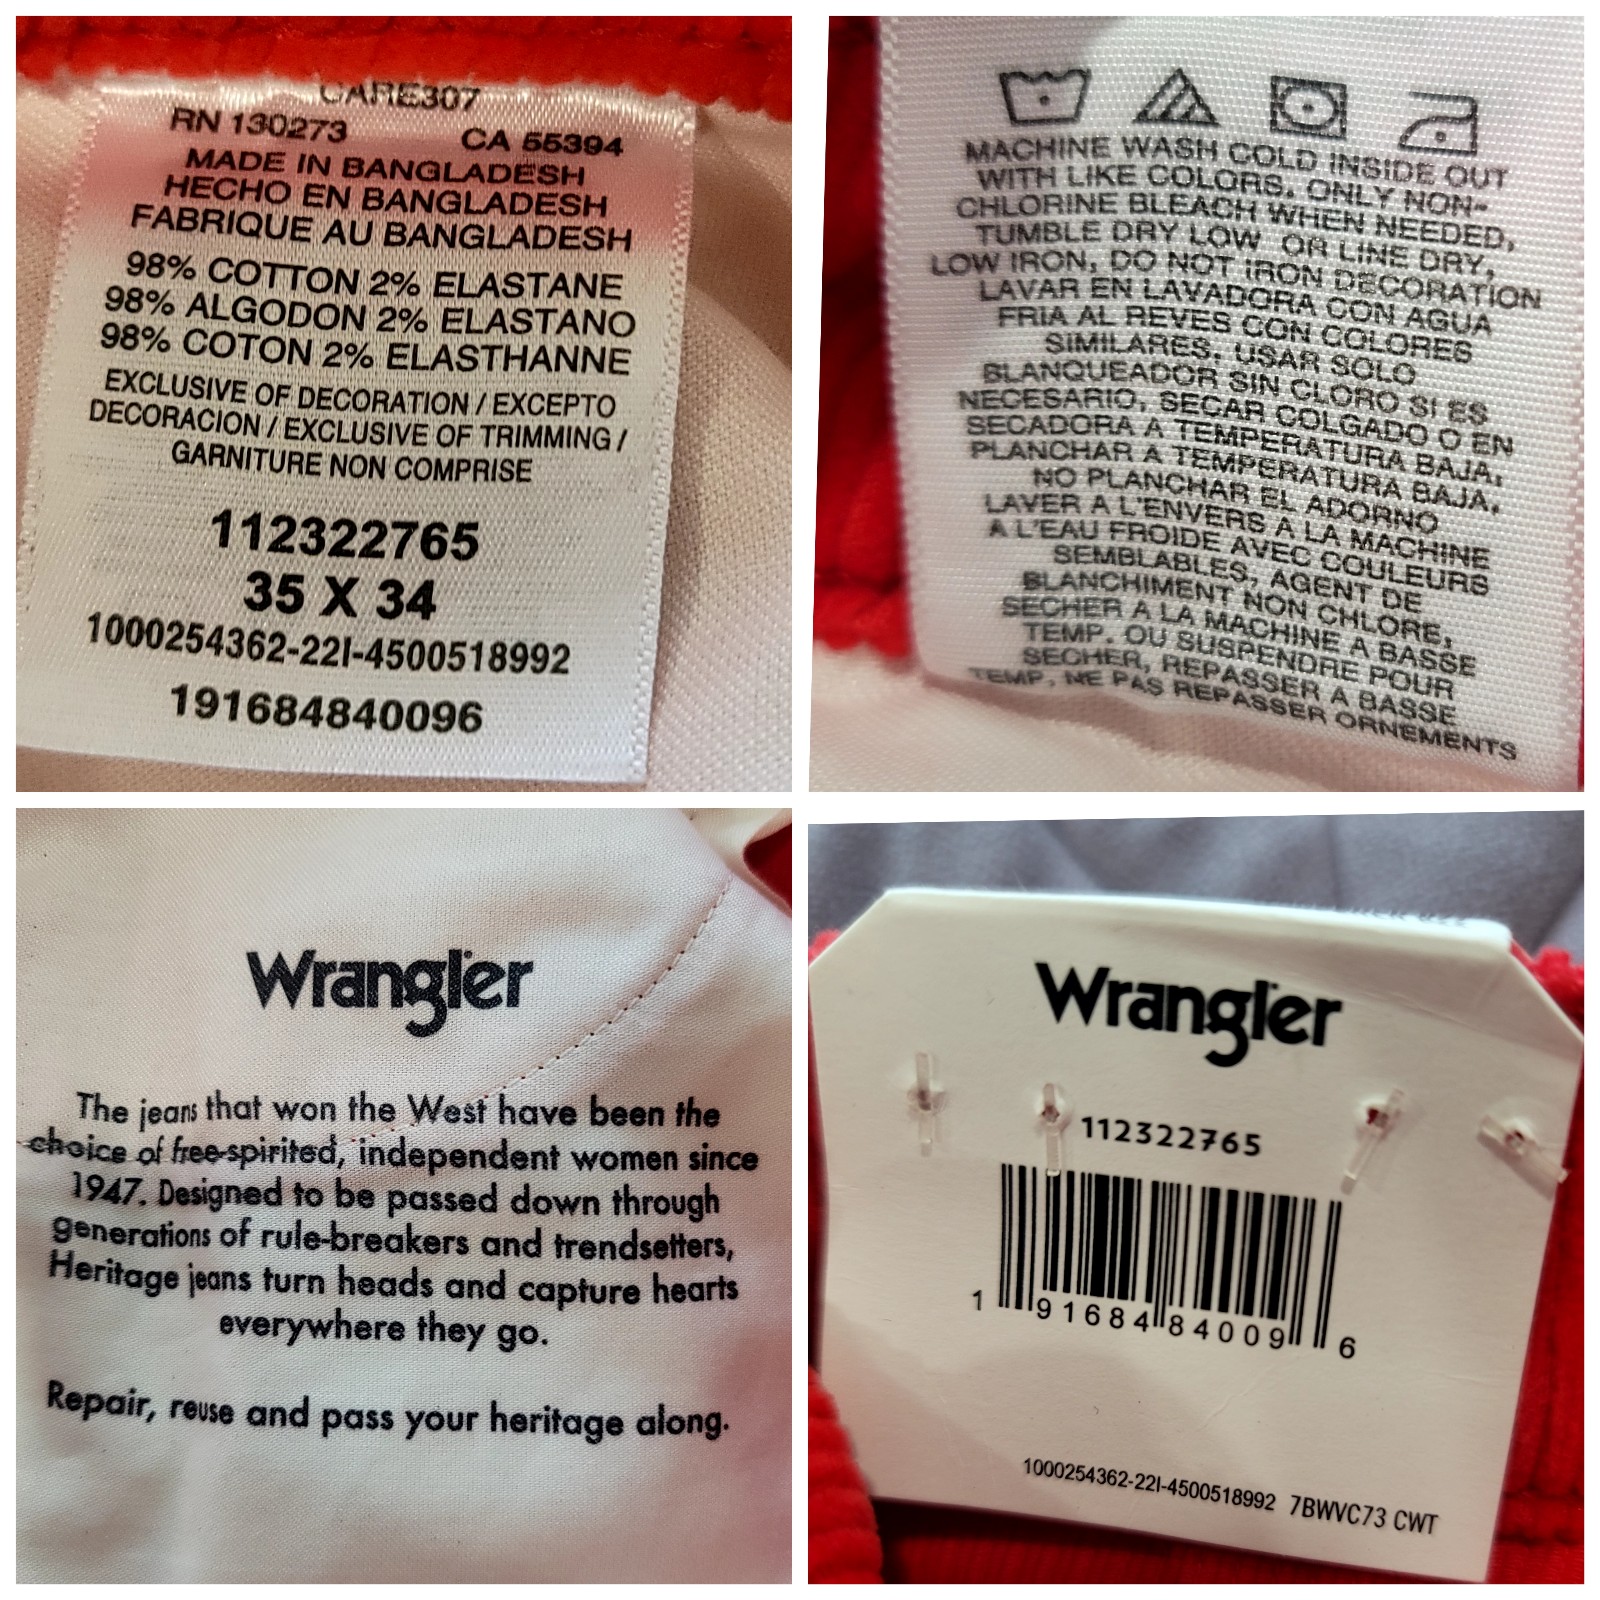 CARE307
RN 130273 CA 55394
MADE IN BANGLADESH
HECHO EN BANGLADESH
FABRIQUE AU BANGLADESH
98% COTTON 2% ELASTANE
98% ALGODON 2% ELASTANO
98% COTON 2% ELASTHANNE
EXCLUSIVE OF DECORATION / EXCEPTO
DECORACION / EXCLUSIVE OF TRIMMING /
GARNITURE NON COMPRISE
112322765
35 X 34
1000254362-22I-4500518992
191684840096
MACHINE WASH COLD INSIDE OUT
WITH LIKE COLORS. ONLY NON-
CHLORINE BLEACH WHEN NEEDED,
TUMBLE DRY LOW OR LINE DRY,
LOW IRON, DO NOT IRON DECORATION
LAVAR EN LAVADORA CON AGUA
FRIA AL REVES CON COLORES
SIMILARES. USAR SOLO
BLANQUEADOR SIN CLORO SI ES
NECESARIO, SECAR COLGADO O EN
SECADORA A TEMPERATURA BAJA,
PLANCHAR A TEMPERATURA BAJA.
NO PLANCHAR EL ADORNO
LAVER A L'ENVERS A LA MACHINE
A L'EAU FROIDE AVEC COULEURS
SEMBLABLES, AGENT DE
BLANCHIMENT NON CHLORE,
SECHER A LA MACHINE A BASSE
TEMP. OU SUSPENDRE POUR
SECHER, REPASSER A BASSE
TEMP, NE PAS REPASSER ORNEMENTS
Wrangler
The jeans that won the West have been the
choice of free-spirited, independent women since
1947. Designed to be passed down through
generations of rule-breakers and trendsetters,
Heritage jeans turn heads and capture hearts
everywhere they go.
Repair, reuse and pass your heritage along.
Wrangler
112322765
1 91684 84009 6
1000254362-22I-4500518992 7BWVC73 CWT